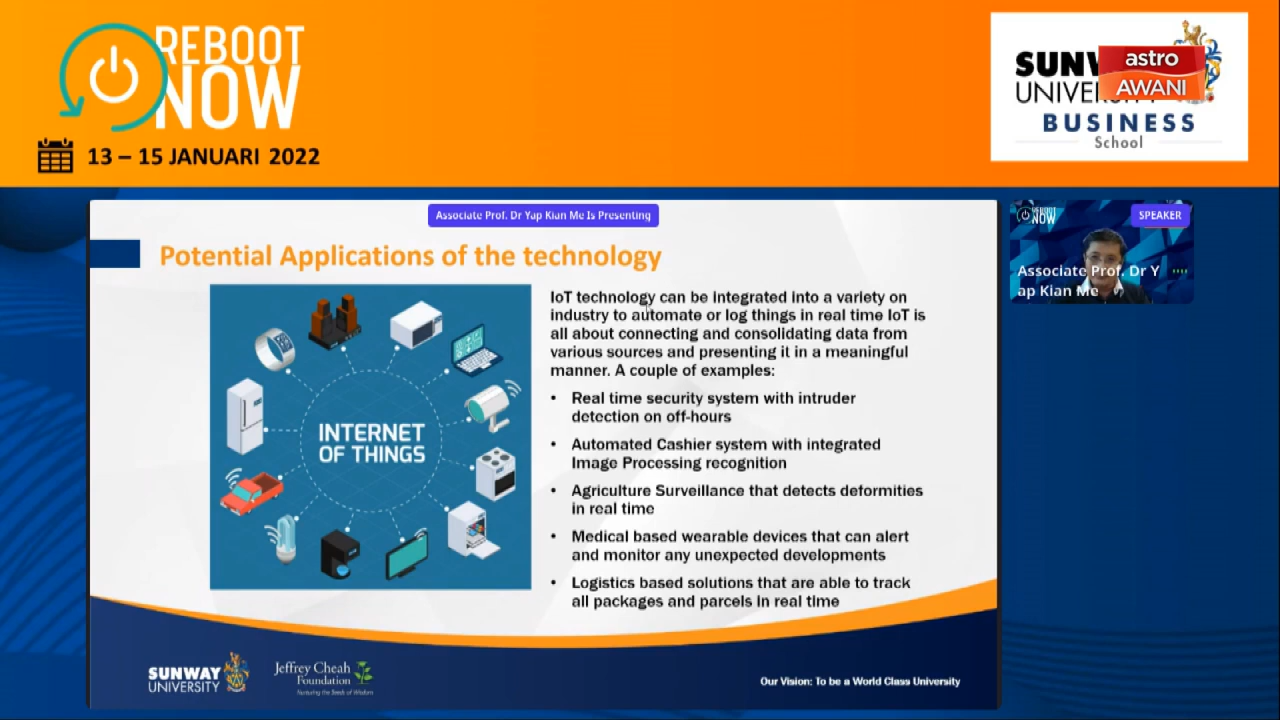 REBOOT
NOW
13 – 15 JANUARI 2022
astro
AWANI
BUSINESS
School
Associate Prof. Dr Yap Kian Me Is Presenting
Potential Applications of the technology
INTERNET
OF THINGS
IoT technology can be integrated into a variety on
industry to automate or log things in real time IoT is
all about connecting and consolidating data from
various sources and presenting it in a meaningful
manner. A couple of examples:
• Real time security system with intruder
detection on off-hours
• Automated Cashier system with integrated
Image Processing recognition
• Agriculture Surveillance that detects deformities
in real time
• Medical based wearable devices that can alert
and monitor any unexpected developments
• Logistics based solutions that are able to track
all packages and parcels in real time
SUNWAY
UNIVERSITY
Jeffrey Cheah
Foundation
Nurturing the Seeds of Wisdom
Our Vision: To be a World Class University
REBOOT
NOW
SPEAKER
Associate Prof. Dr Y
ap Kian Me